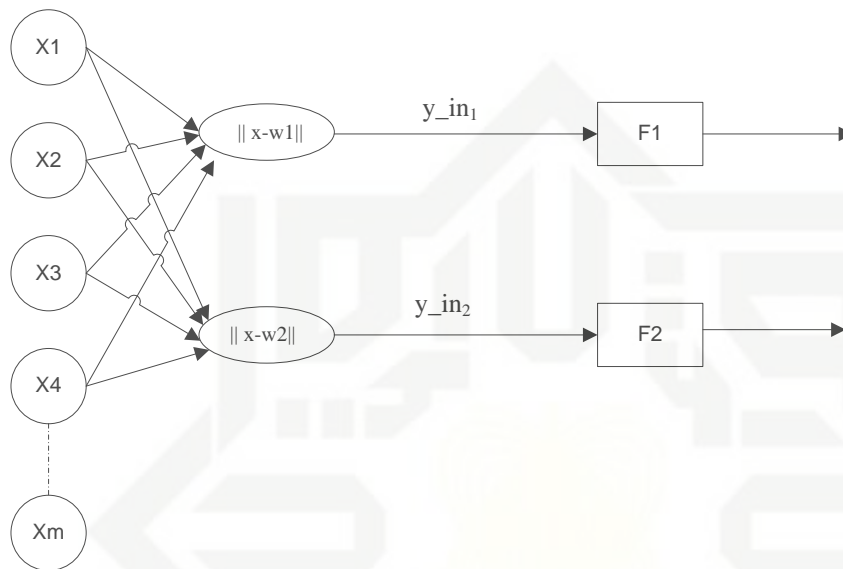 X1
|| x-w1||
y_in₁
F1
X2
X3
|| x-w2||
y_in₂
F2
X4
Xm